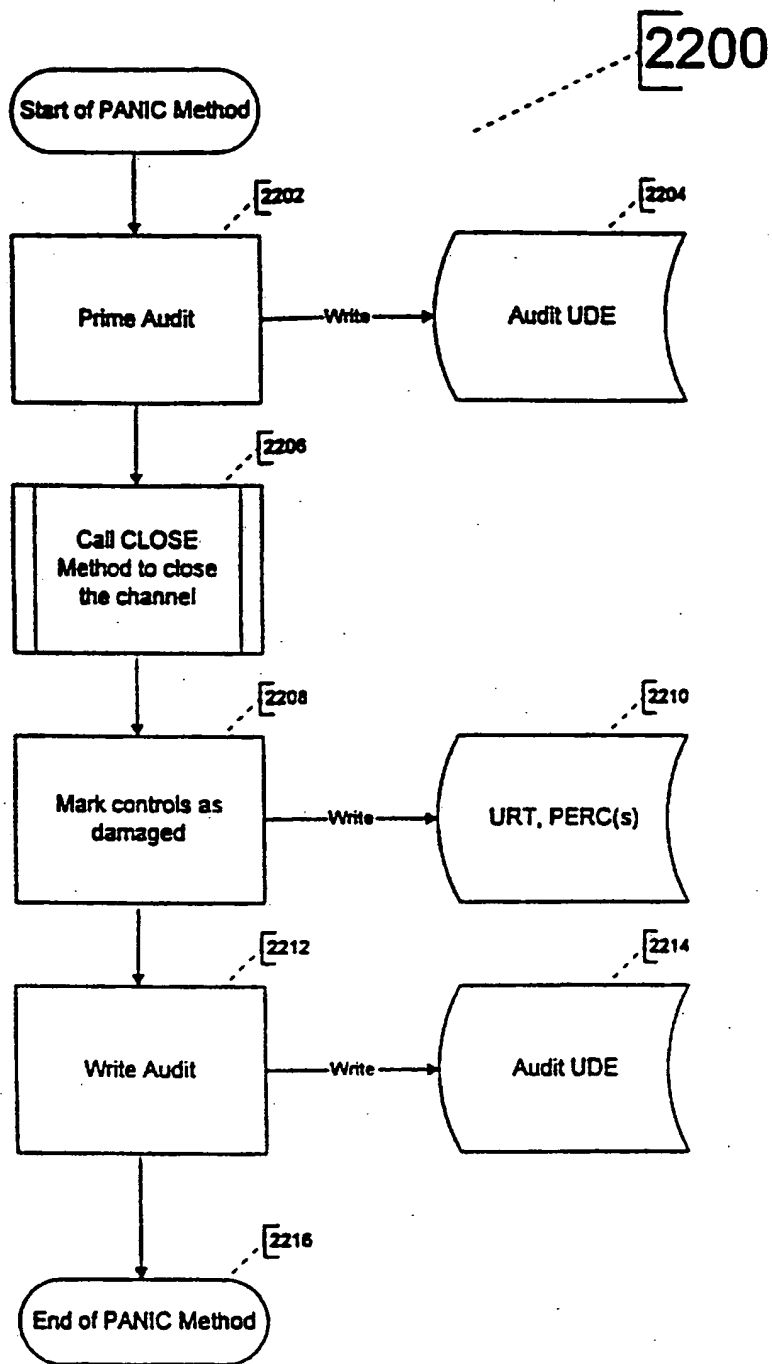 2200
Start of PANIC Method
2202
2204
Prime Audit
Write
Audit UDE
2206
Call CLOSE
Method to close
the channel
2208
2210
Mark controls as
damaged
Write
URT, PERC(s)
2212
2214
Write Audit
Write
Audit UDE
2216
End of PANIC Method